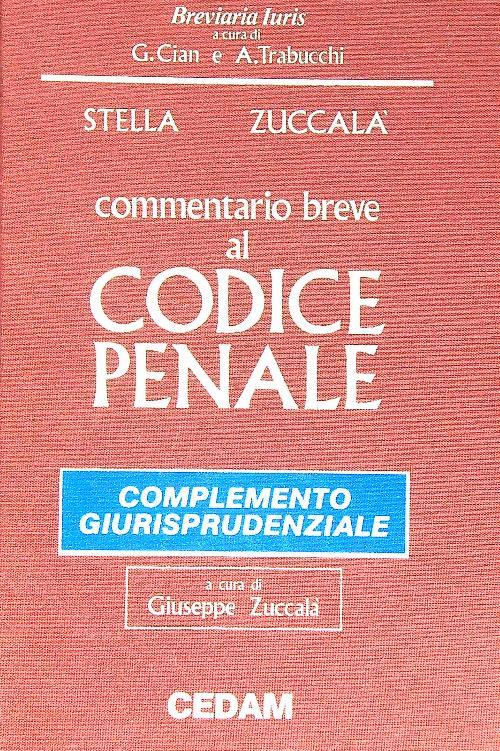 Breviaria Iuris
a cura di
G.Cian e A.Trabucchi
STELLA ZUCCALA'
commentario breve
al
CODICE
PENALE
COMPLEMENTO
GIURISPRUDENZIALE
a cura di
Giuseppe Zuccalà
CEDAM